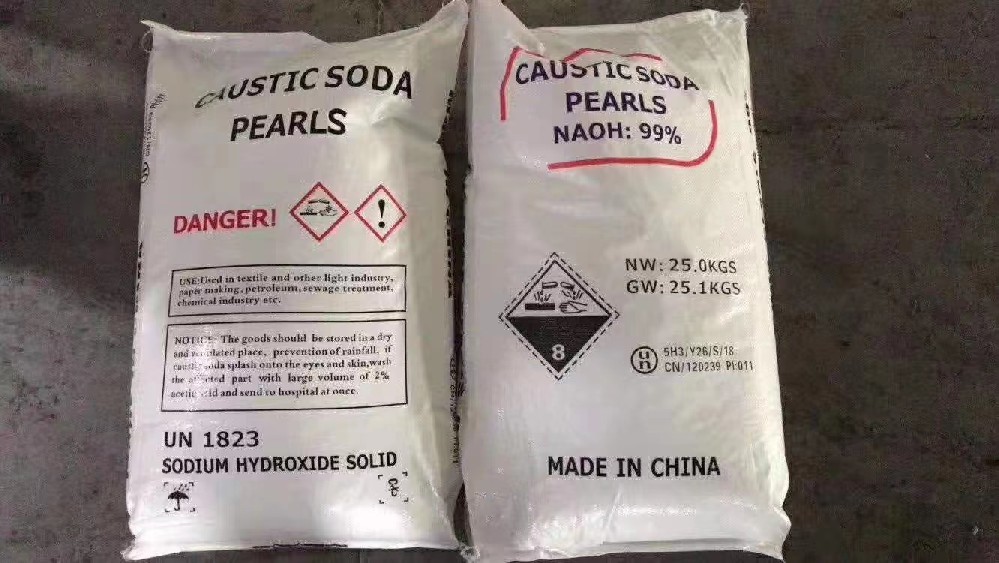 CAUSTIC SODA
PEARLS
DANGER!
USE:Used in textile and other light industry,
paper making, petroleum, sewage treatment,
chemical industry etc.
NOTICE: The goods should be stored in a dry
and ventilated place, prevention of rainfall, if
caustic soda splash onto the eyes and skin,wash
the affected part with large volume of 2%
acetic acid and send to hospital at once.
UN 1823
SODIUM HYDROXIDE SOLID
CAUSTIC SODA
PEARLS
NAOH: 99%
NW: 25.0KGS
GW: 25.1KGS
8
un
5H3/Y26/S/18
CN/120239 PI:011
MADE IN CHINA